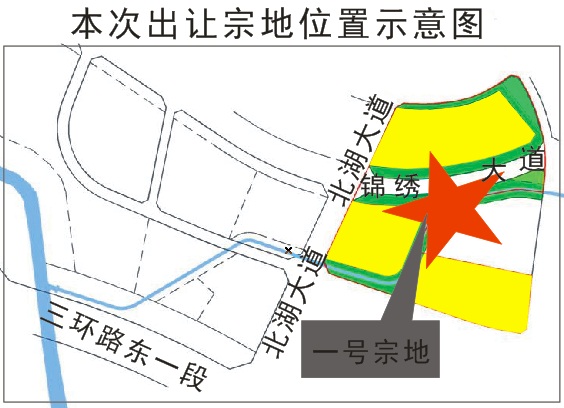 本次出让宗地位置示意图
北湖大道
锦绣大道
北湖大道
三环路东一段
一号宗地